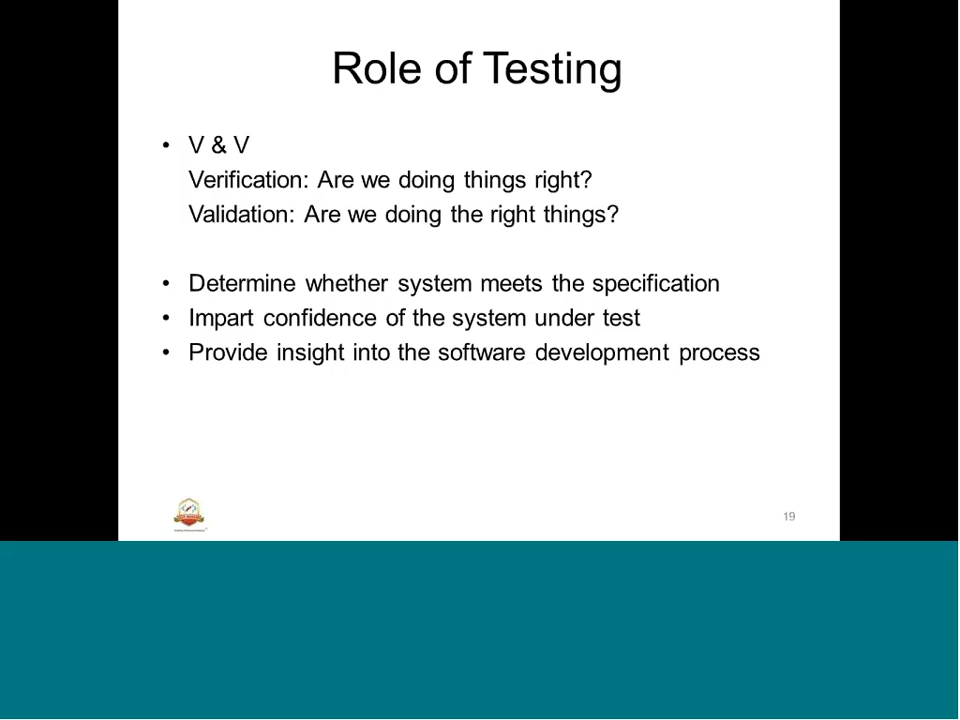 Role of Testing
• V & V
Verification: Are we doing things right?
Validation: Are we doing the right things?
• Determine whether system meets the specification
• Impart confidence of the system under test
• Provide insight into the software development process
19